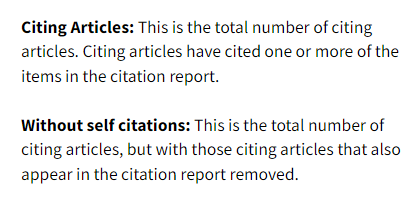 Citing Articles: This is the total number of citing
articles. Citing articles have cited one or more of the
items in the citation report.
Without self citations: This is the total number of
citing articles, but with those citing articles that also
appear in the citation report removed.